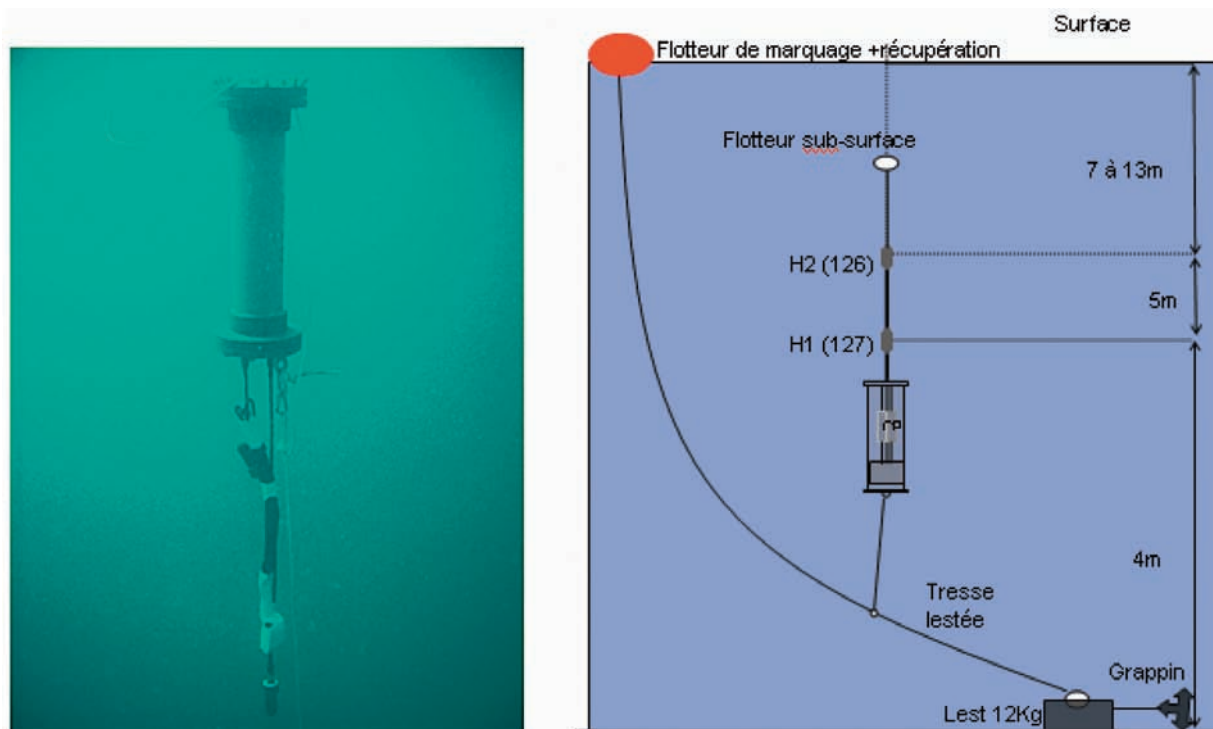 Surface
Flotteur de marquage +récupération
Flotteur sub-surface
7 à 13m
H2 (126)
5m
H1 (127)
4m
Tresse
lestée
Grappin
Lest 12Kg